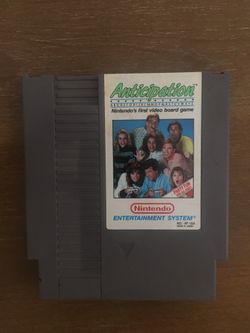 Anticipation
Nintendo's first video board game
Nintendo
ENTERTAINMENT SYSTEM